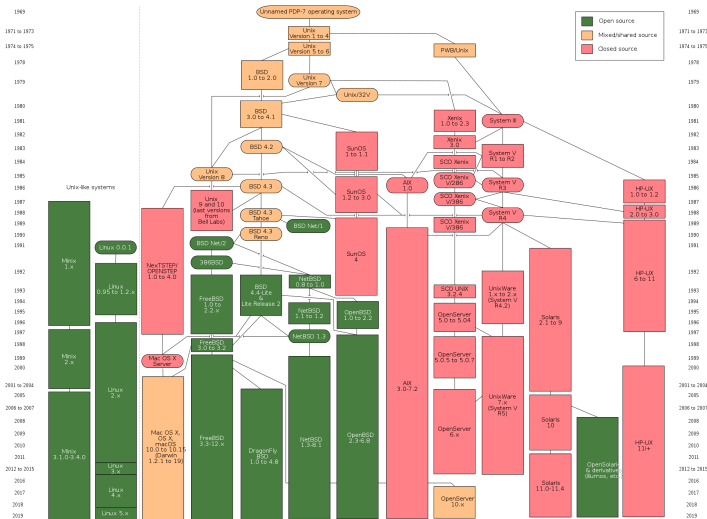 Unnamed PDP-7 operating system
1969
1969
Open source
Mixed/shared source
Closed source
1971 to 1973
Unix
Version 1 to 4
1971 to 1973
1974 to 1975
Unix
Version 5 to 6
PWB/Unix
1974 to 1975
1978
BSD
1.0 to 2.0
1978
1979
Unix
Version 7
1979
Unix/32V
1980
BSD
3.0 to 4.1
Xenix
1.0 to 2.3
System III
1980
1981
1981
1982
Xenix
3.0
1982
1983
SunOS
1 to 1.1
BSD 4.2
System V
R1 to R2
1983
1984
SCO Xenix
1984
1985
Unix
Version 8
SCO Xenix
V/286
1985
1986
Unix-like systems
BSD 4.3
AIX
1.0
System V
R3
HP-UX
1.0 to 1.2
1986
1987
Unix
9 and 10
(last versions
from
Bell Labs)
SunOS
1.2 to 3.0
SCO Xenix
V/386
1987
1988
BSD 4.3
Tahoe
System V
R4
HP-UX
2.0 to 3.0
1988
1989
BSD Net/1
SCO Xenix
V/386
1989
1990
BSD 4.3
Reno
1990
1991
Linux 0.0.1
BSD Net/2
1991
Minix
1.x
SunOS
4
HP-UX
6 to 11
386BSD
NexTSTEP/
OPENSTEP
1.0 to 4.0
1992
Linux
0.95 to 1.2.x
BSD
4.4-Lite
&
Lite Release 2
NetBSD
0.8 to 1.0
UnixWare
1.x to 2.x
(System V
R4.2)
1992
1993
SCO UNIX
3.2.4
1993
1994
FreeBSD
1.0 to
2.2.x
1994
1995
NetBSD
1.1 to 1.2
OpenBSD
1.0 to 2.2
OpenServer
5.0 to 5.04
Solaris
2.1 to 9
1995
1996
1996
1997
NetBSD 1.3
1997
1998
FreeBSD
3.0 to 3.2
1998
1999
Minix
2.x
Mac OS X
Server
OpenServer
5.0.5 to 5.0.7
1999
2000
2000
2001 to 2004
Linux
2.x
AIX
3.0-7.2
UnixWare
7.x
(System V
R5)
2001 to 2004
2005
2005
2006 to 2007
Solaris
10
2006 to 2007
2008
Mac OS X,
OS X,
macOS
10.0 to 10.15
(Darwin
1.2.1 to 19)
FreeBSD
3.3-12.x
NetBSD
1.3-8.1
OpenBSD
2.3-6.8
OpenServer
6.x
2008
2009
2009
2010
Minix
3.1.0-3.4.0
DragonFly
BSD
1.0 to 4.8
HP-UX
11i+
2010
2011
2011
2012 to 2015
Linux
3.x
OpenSolaris
& derivatives
(illumos, etc.)
2012 to 2015
2016
Solaris
11.0-11.4
2016
2017
Linux
4.x
OpenServer
10.x
2017
2018
2018
2019
Linux 5.x
2019